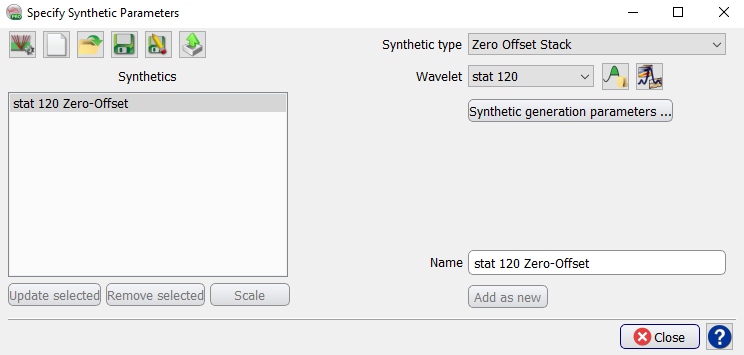 Specify Synthetic Parameters
Synthetic type
Zero Offset Stack
Synthetics
Wavelet
stat 120
stat 120 Zero-Offset
Synthetic generation parameters ...
Name
stat 120 Zero-Offset
Update selected
Remove selected
Scale
Add as new
Close
?